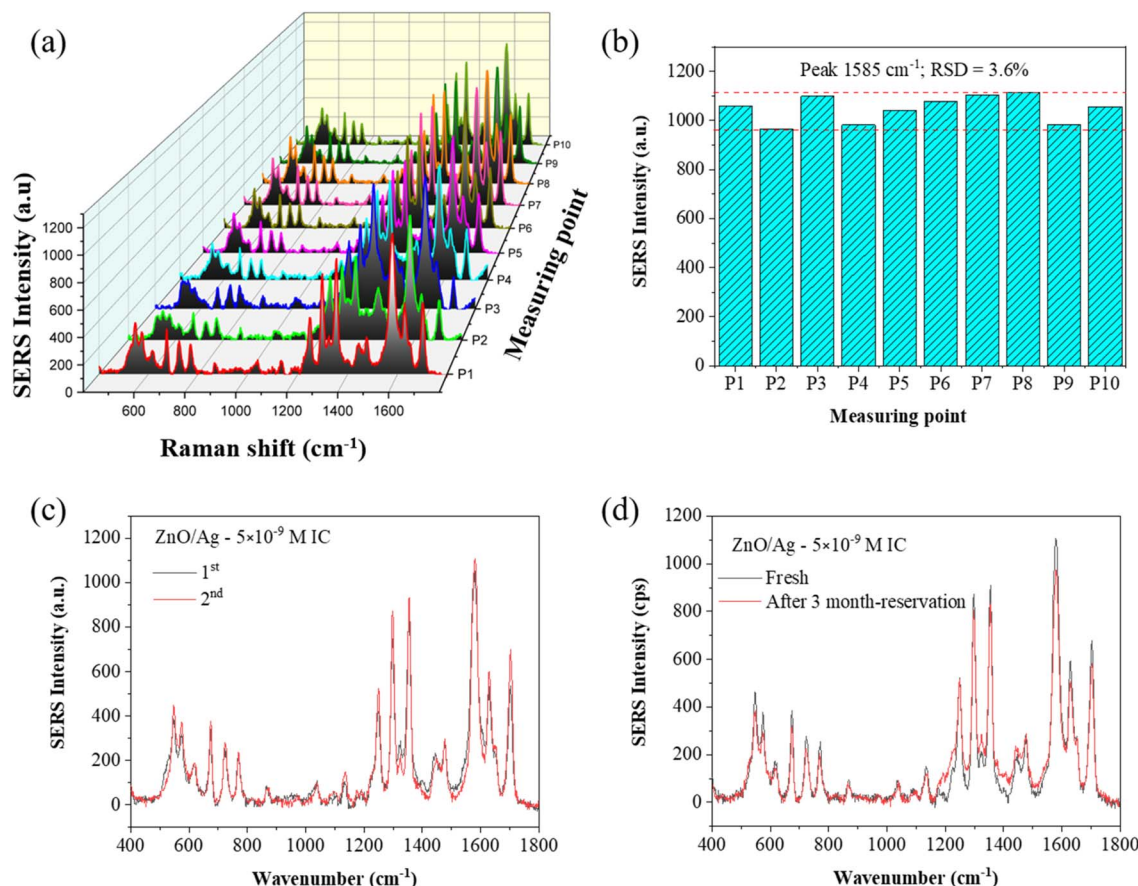 (a)
SERS Intensity (a.u)
1200
1000
800
600
400
200
0
600
800
1000
1200
1400
1600
Raman shift (cm⁻¹)
P10
P9
P8
P7
P6
P5
P4
P3
P2
P1
Measuring point
(b)
Peak 1585 cm⁻¹; RSD = 3.6%
SERS Intensity (a.u.)
1200
1000
800
600
400
200
0
P1 P2 P3 P4 P5 P6 P7 P8 P9 P10
Measuring point
(c)
ZnO/Ag - 5×10⁻⁹ M IC
1ˢᵗ
2ⁿᵈ
SERS Intensity (a.u.)
1200
1000
800
600
400
200
0
400 600 800 1000 1200 1400 1600 1800
Wavenumber (cm⁻¹)
(d)
ZnO/Ag - 5×10⁻⁹ M IC
Fresh
After 3 month-reservation
SERS Intensity (cps)
1200
1000
800
600
400
200
0
400 600 800 1000 1200 1400 1600 1800
Wavenumber (cm⁻¹)